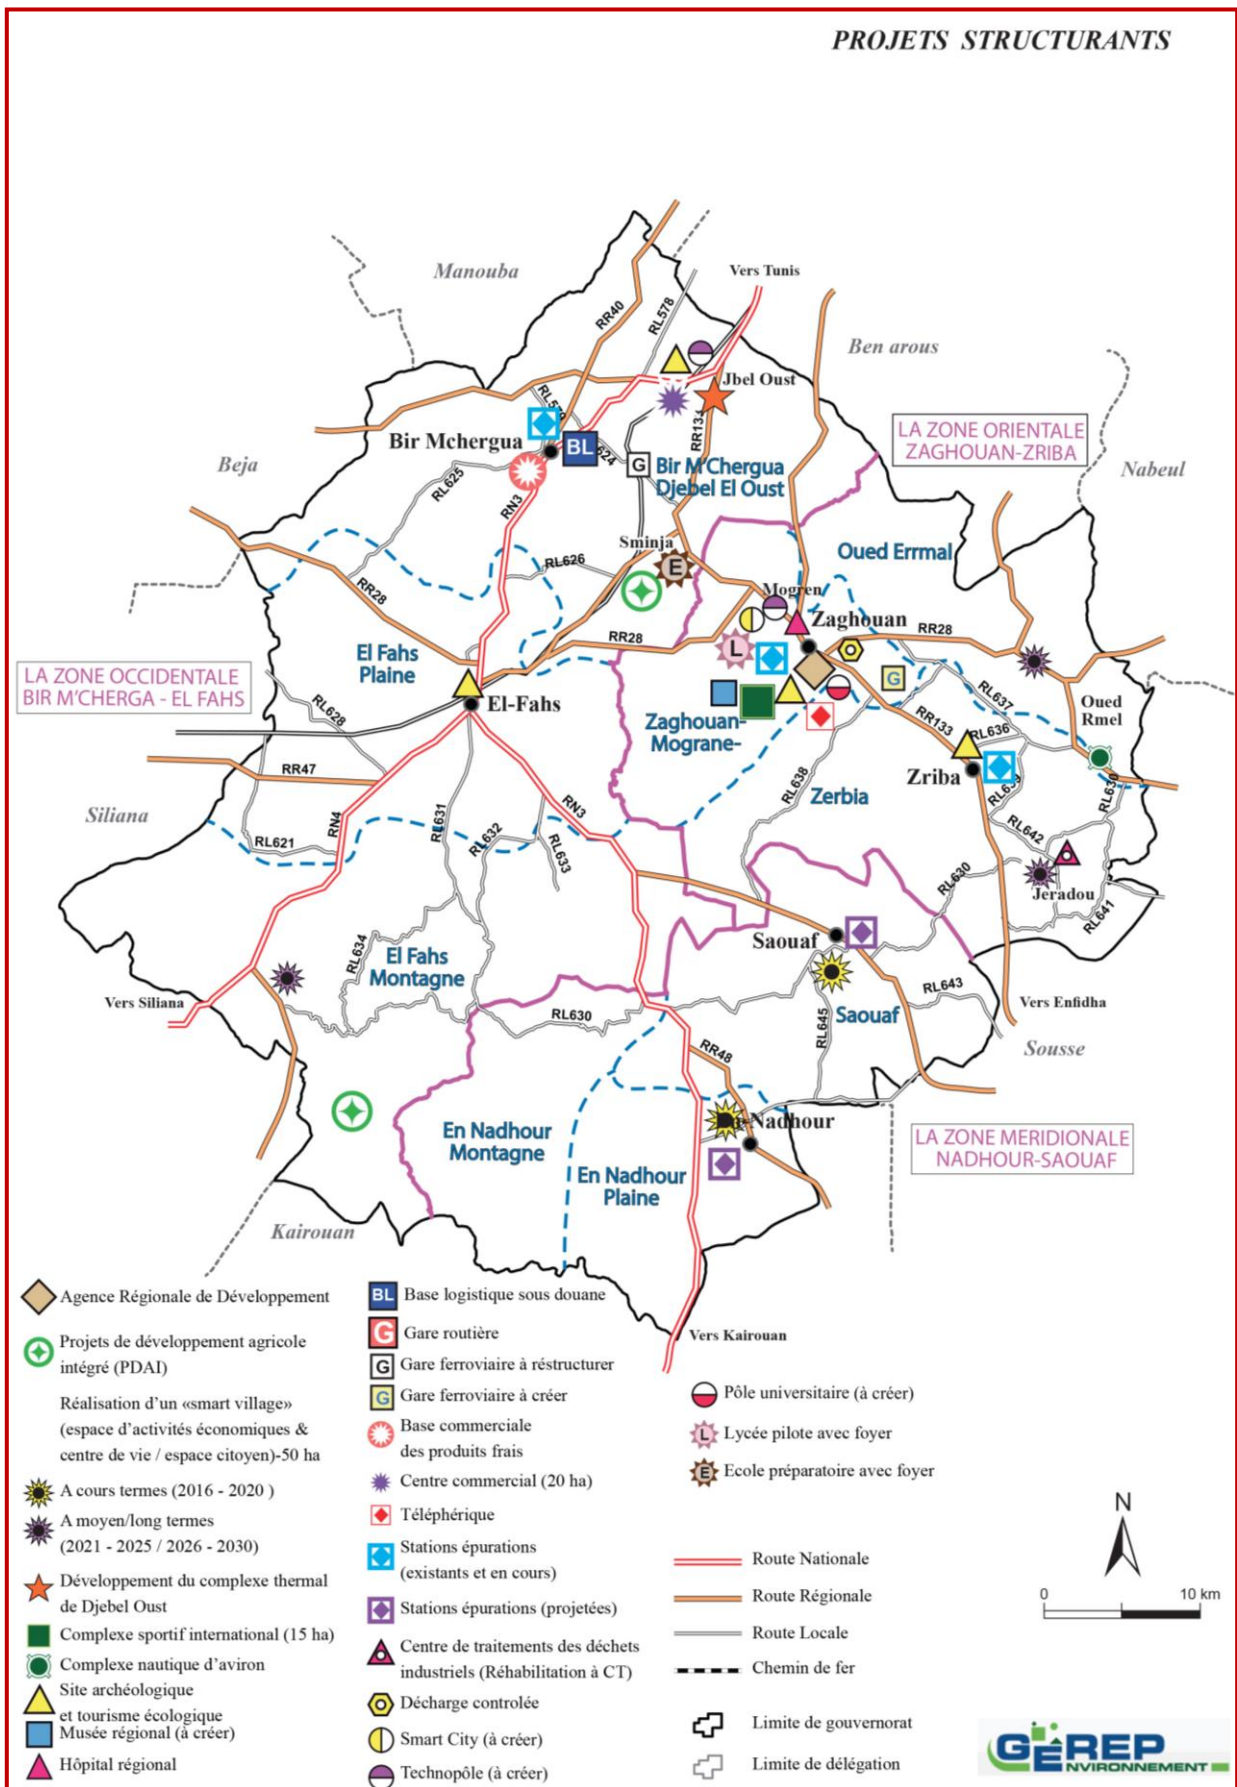 PROJETS STRUCTURANTS
Manouba
Vers Tunis
RR40
RL578
Ben arous
Jbel Oust
RL579
RR133
LA ZONE ORIENTALE
ZAGHOUAN-ZRIBA
Bir Mchergua
BL
RL624
G
Bir M'Chergua
Djebel El Oust
Beja
Nabeul
RL625
RN3
Sminja
Oued Errmal
RL626
E
RR28
Mogren
Zaghouan
RR28
RR28
L
El Fahs
Plaine
LA ZONE OCCIDENTALE
BIR M'CHERGA - EL FAHS
G
RL637
Oued
Rmel
El-Fahs
RL628
Zaghouan-
Mograne-
RR133
RL636
RR47
Zriba
RL638
Zerbia
RL639
RL630
Siliana
RN4
RL631
RN3
RL621
RL632
RL633
RL642
RL630
Jeradou
RL641
Saouaf
RL634
El Fahs
Montagne
Vers Siliana
RL643
Vers Enfidha
RL630
RL645
Saouaf
RR48
Sousse
n-Nadhour
En Nadhour
Montagne
LA ZONE MERIDIONALE
NADHOUR-SAOUAF
En Nadhour
Plaine
Kairouan
Vers Kairouan
Agence Régionale de Développement
Projets de développement agricole
intégré (PDAI)
Réalisation d'un «smart village»
(espace d'activités économiques &
centre de vie / espace citoyen)-50 ha
A cours termes (2016 - 2020 )
A moyen/long termes
(2021 - 2025 / 2026 - 2030)
Développement du complexe thermal
de Djebel Oust
Complexe sportif international (15 ha)
Complexe nautique d'aviron
Site archéologique
et tourisme écologique
Musée régional (à créer)
Hôpital régional
BL Base logistique sous douane
G Gare routière
G Gare ferroviaire à réstructurer
G Gare ferroviaire à créer
Base commerciale
des produits frais
Centre commercial (20 ha)
Téléphérique
Stations épurations
(existants et en cours)
Stations épurations (projetées)
Centre de traitements des déchets
industriels (Réhabilitation à CT)
Décharge controlée
Smart City (à créer)
Technopôle (à créer)
Pôle universitaire (à créer)
L Lycée pilote avec foyer
E Ecole préparatoire avec foyer
Route Nationale
Route Régionale
Route Locale
Chemin de fer
Limite de gouvernorat
Limite de délégation
N
0 10 km
GEREP
NVIRONNEMENT